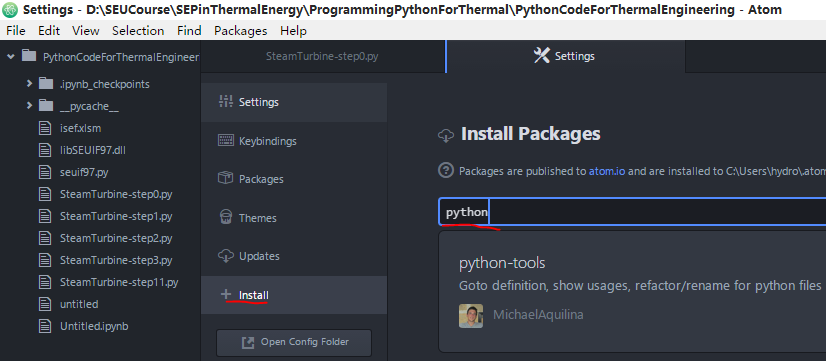 Settings - D:\SEUCourse\SEPinThermalEnergy\ProgrammingPythonForThermal\PythonCodeForThermalEngineering - Atom
File Edit View Selection Find Packages Help
PythonCodeForThermalEngineer
.ipynb_checkpoints
__pycache__
isef.xlsm
libSEUIF97.dll
seuif97.py
SteamTurbine-step0.py
SteamTurbine-step1.py
SteamTurbine-step2.py
SteamTurbine-step3.py
SteamTurbine-step11.py
untitled
Untitled.ipynb
SteamTurbine-step0.py
Settings
Settings
Keybindings
Packages
Themes
Updates
Install
Open Config Folder
Install Packages
Packages are published to atom.io and are installed to C:\Users\hydro\.atom
python
python-tools
Goto definition, show usages, refactor/rename for python files
MichaelAquilina